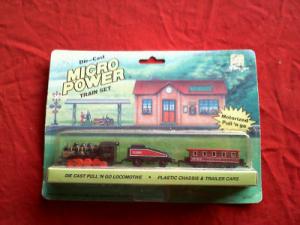 Die-Cast
MICRO
POWER
TRAIN SET
Motorized
Pull 'n go
DIE CAST PULL 'N GO LOCOMOTIVE • PLASTIC CHASSIS & TRAILER CARS